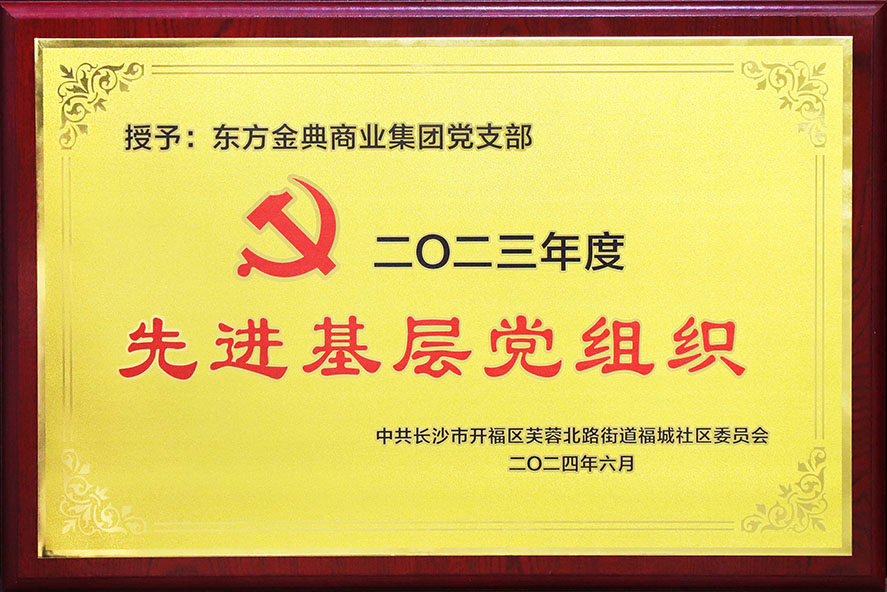 授予：东方金典商业集团党支部
二〇二三年度
先进基层党组织
中共长沙市开福区芙蓉北路街道福城社区委员会
二〇二四年六月